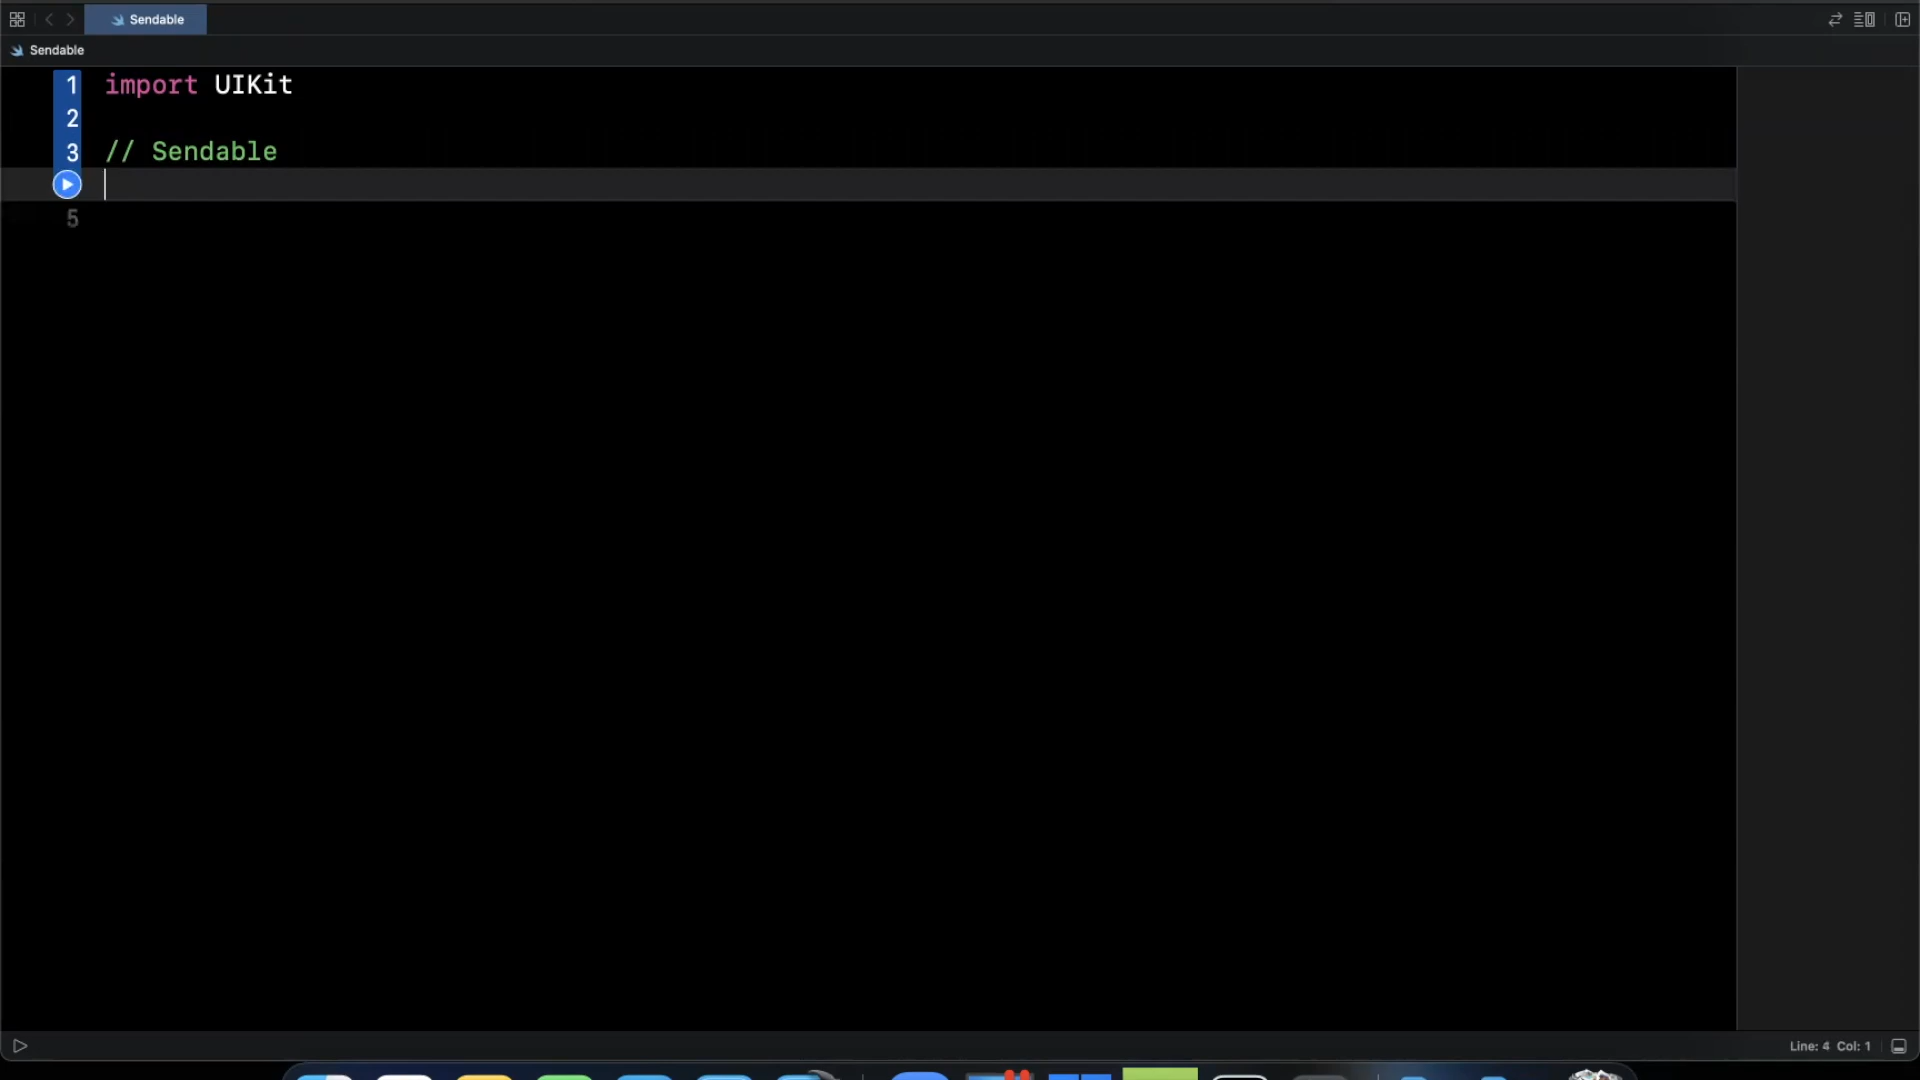 Sendable
Sendable
1 import UIKit
2
3 // Sendable
5
Line: 4 Col: 1